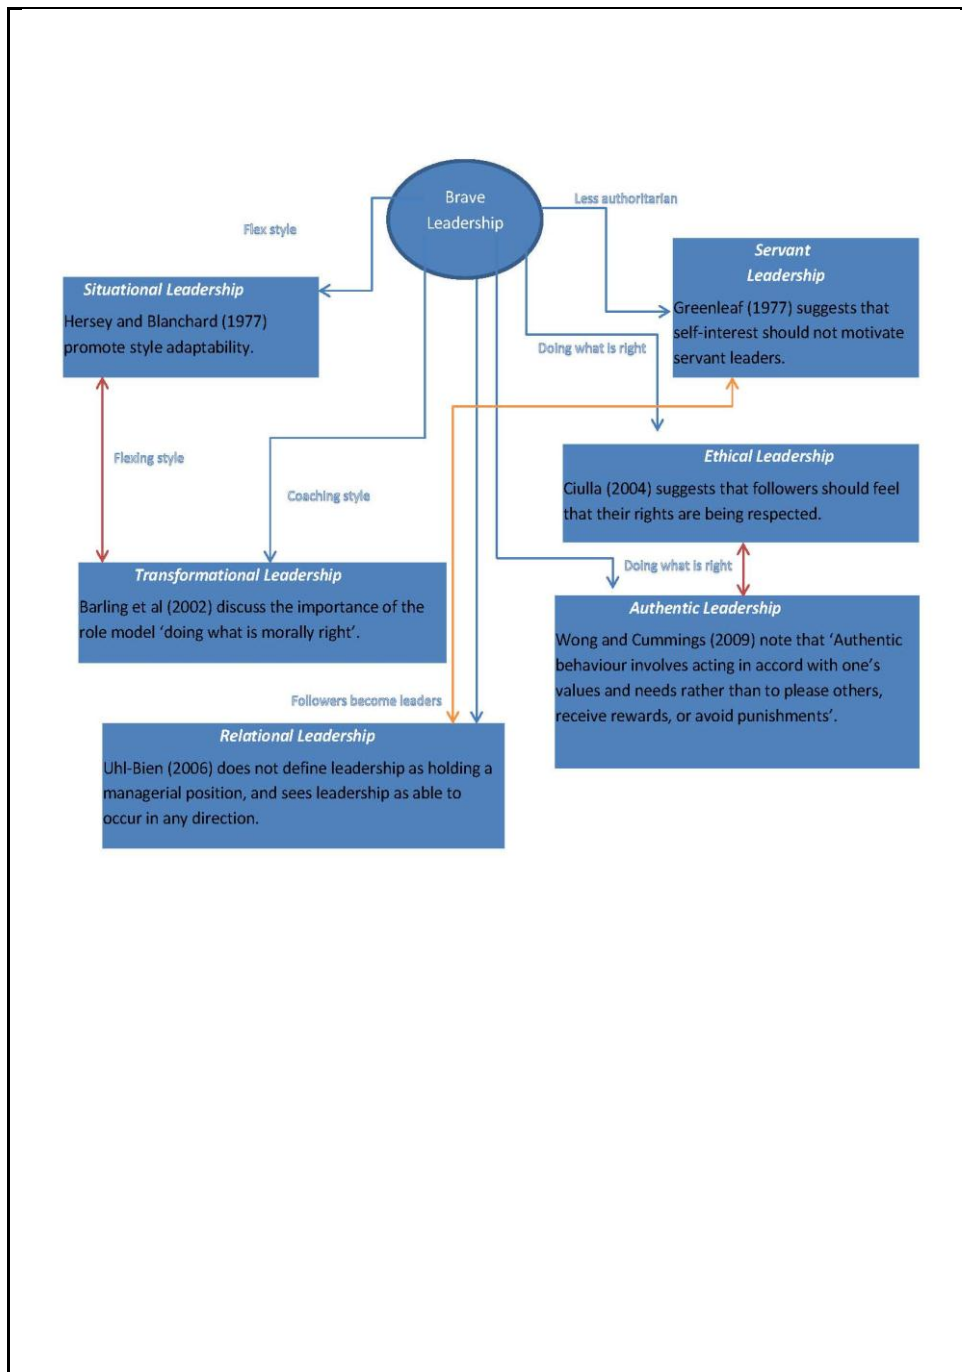 Brave
Leadership
Less authoritarian
Flex style
Servant
Leadership
Greenleaf (1977) suggests that
self-interest should not motivate
servant leaders.
Situational Leadership
Hersey and Blanchard (1977)
promote style adaptability.
Doing what is right
Flexing style
Coaching style
Ethical Leadership
Ciulla (2004) suggests that followers should feel
that their rights are being respected.
Doing what is right
Transformational Leadership
Barling et al (2002) discuss the importance of the
role model ‘doing what is morally right’.
Authentic Leadership
Wong and Cummings (2009) note that ‘Authentic
behaviour involves acting in accord with one’s
values and needs rather than to please others,
receive rewards, or avoid punishments’.
Followers become leaders
Relational Leadership
Uhl-Bien (2006) does not define leadership as holding a
managerial position, and sees leadership as able to
occur in any direction.